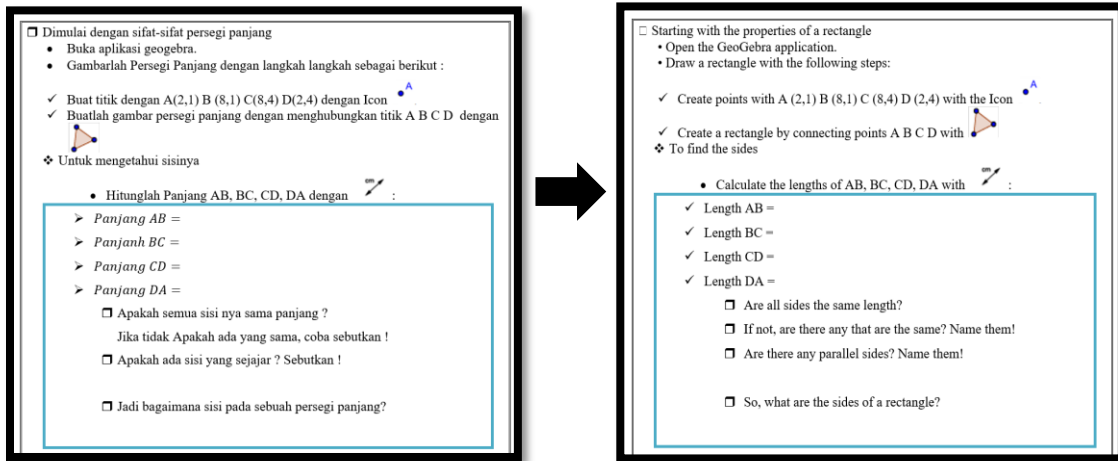 ❒ Dimulai dengan sifat-sifat persegi panjang
• Buka aplikasi geogebra.
• Gambarlah Persegi Panjang dengan langkah langkah sebagai berikut :
✓ Buat titik dengan A(2,1) B (8,1) C(8,4) D(2,4) dengan Icon A
✓ Buatlah gambar persegi panjang dengan menghubungkan titik A B C D dengan
❖ Untuk mengetahui sisinya
• Hitunglah Panjang AB, BC, CD, DA dengan cm :
➢ Panjang AB =
➢ Panjanh BC =
➢ Panjang CD =
➢ Panjang DA =
❒ Apakah semua sisi nya sama panjang ?
Jika tidak Apakah ada yang sama, coba sebutkan !
❒ Apakah ada sisi yang sejajar ? Sebutkan !
❒ Jadi bagaimana sisi pada sebuah persegi panjang?
□ Starting with the properties of a rectangle
• Open the GeoGebra application.
• Draw a rectangle with the following steps:
✓ Create points with A (2,1) B (8,1) C (8,4) D (2,4) with the Icon A
✓ Create a rectangle by connecting points A B C D with
❖ To find the sides
• Calculate the lengths of AB, BC, CD, DA with cm :
✓ Length AB =
✓ Length BC =
✓ Length CD =
✓ Length DA =
❒ Are all sides the same length?
❒ If not, are there any that are the same? Name them!
❒ Are there any parallel sides? Name them!
❒ So, what are the sides of a rectangle?